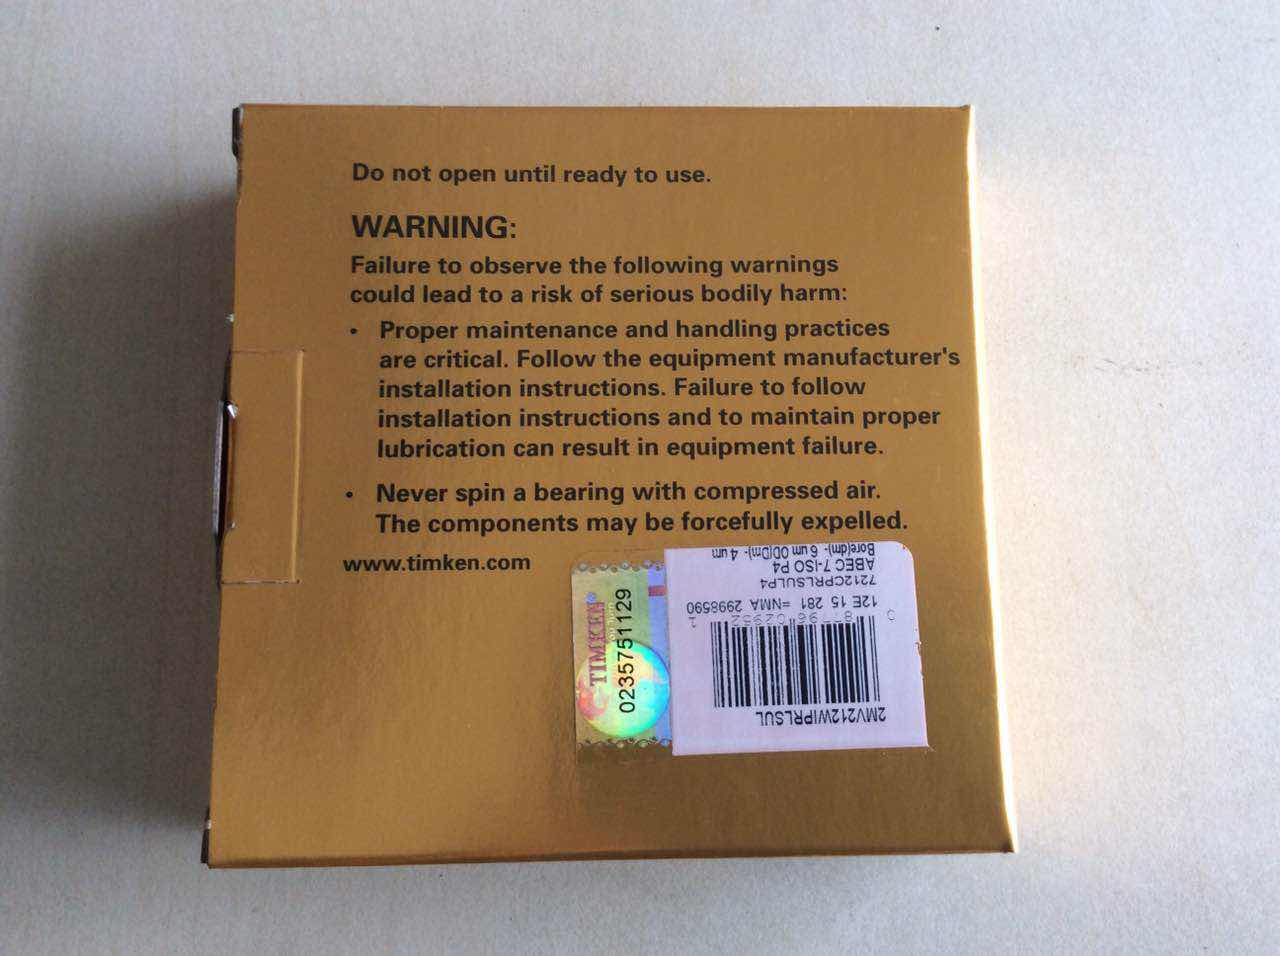 Do not open until ready to use.
WARNING:
Failure to observe the following warnings
could lead to a risk of serious bodily harm:
• Proper maintenance and handling practices
are critical. Follow the equipment manufacturer's
installation instructions. Failure to follow
installation instructions and to maintain proper
lubrication can result in equipment failure.
• Never spin a bearing with compressed air.
The components may be forcefully expelled.
www.timken.com
TIMKEN
You Turn
0235751129
2MV212WIPRLSUL
12E 15 281 =NMA 2998590
7212CPRLSULP4
ABEC 7-ISO P4
Bore(dm)- 6 um OD(Dm)- 4 um